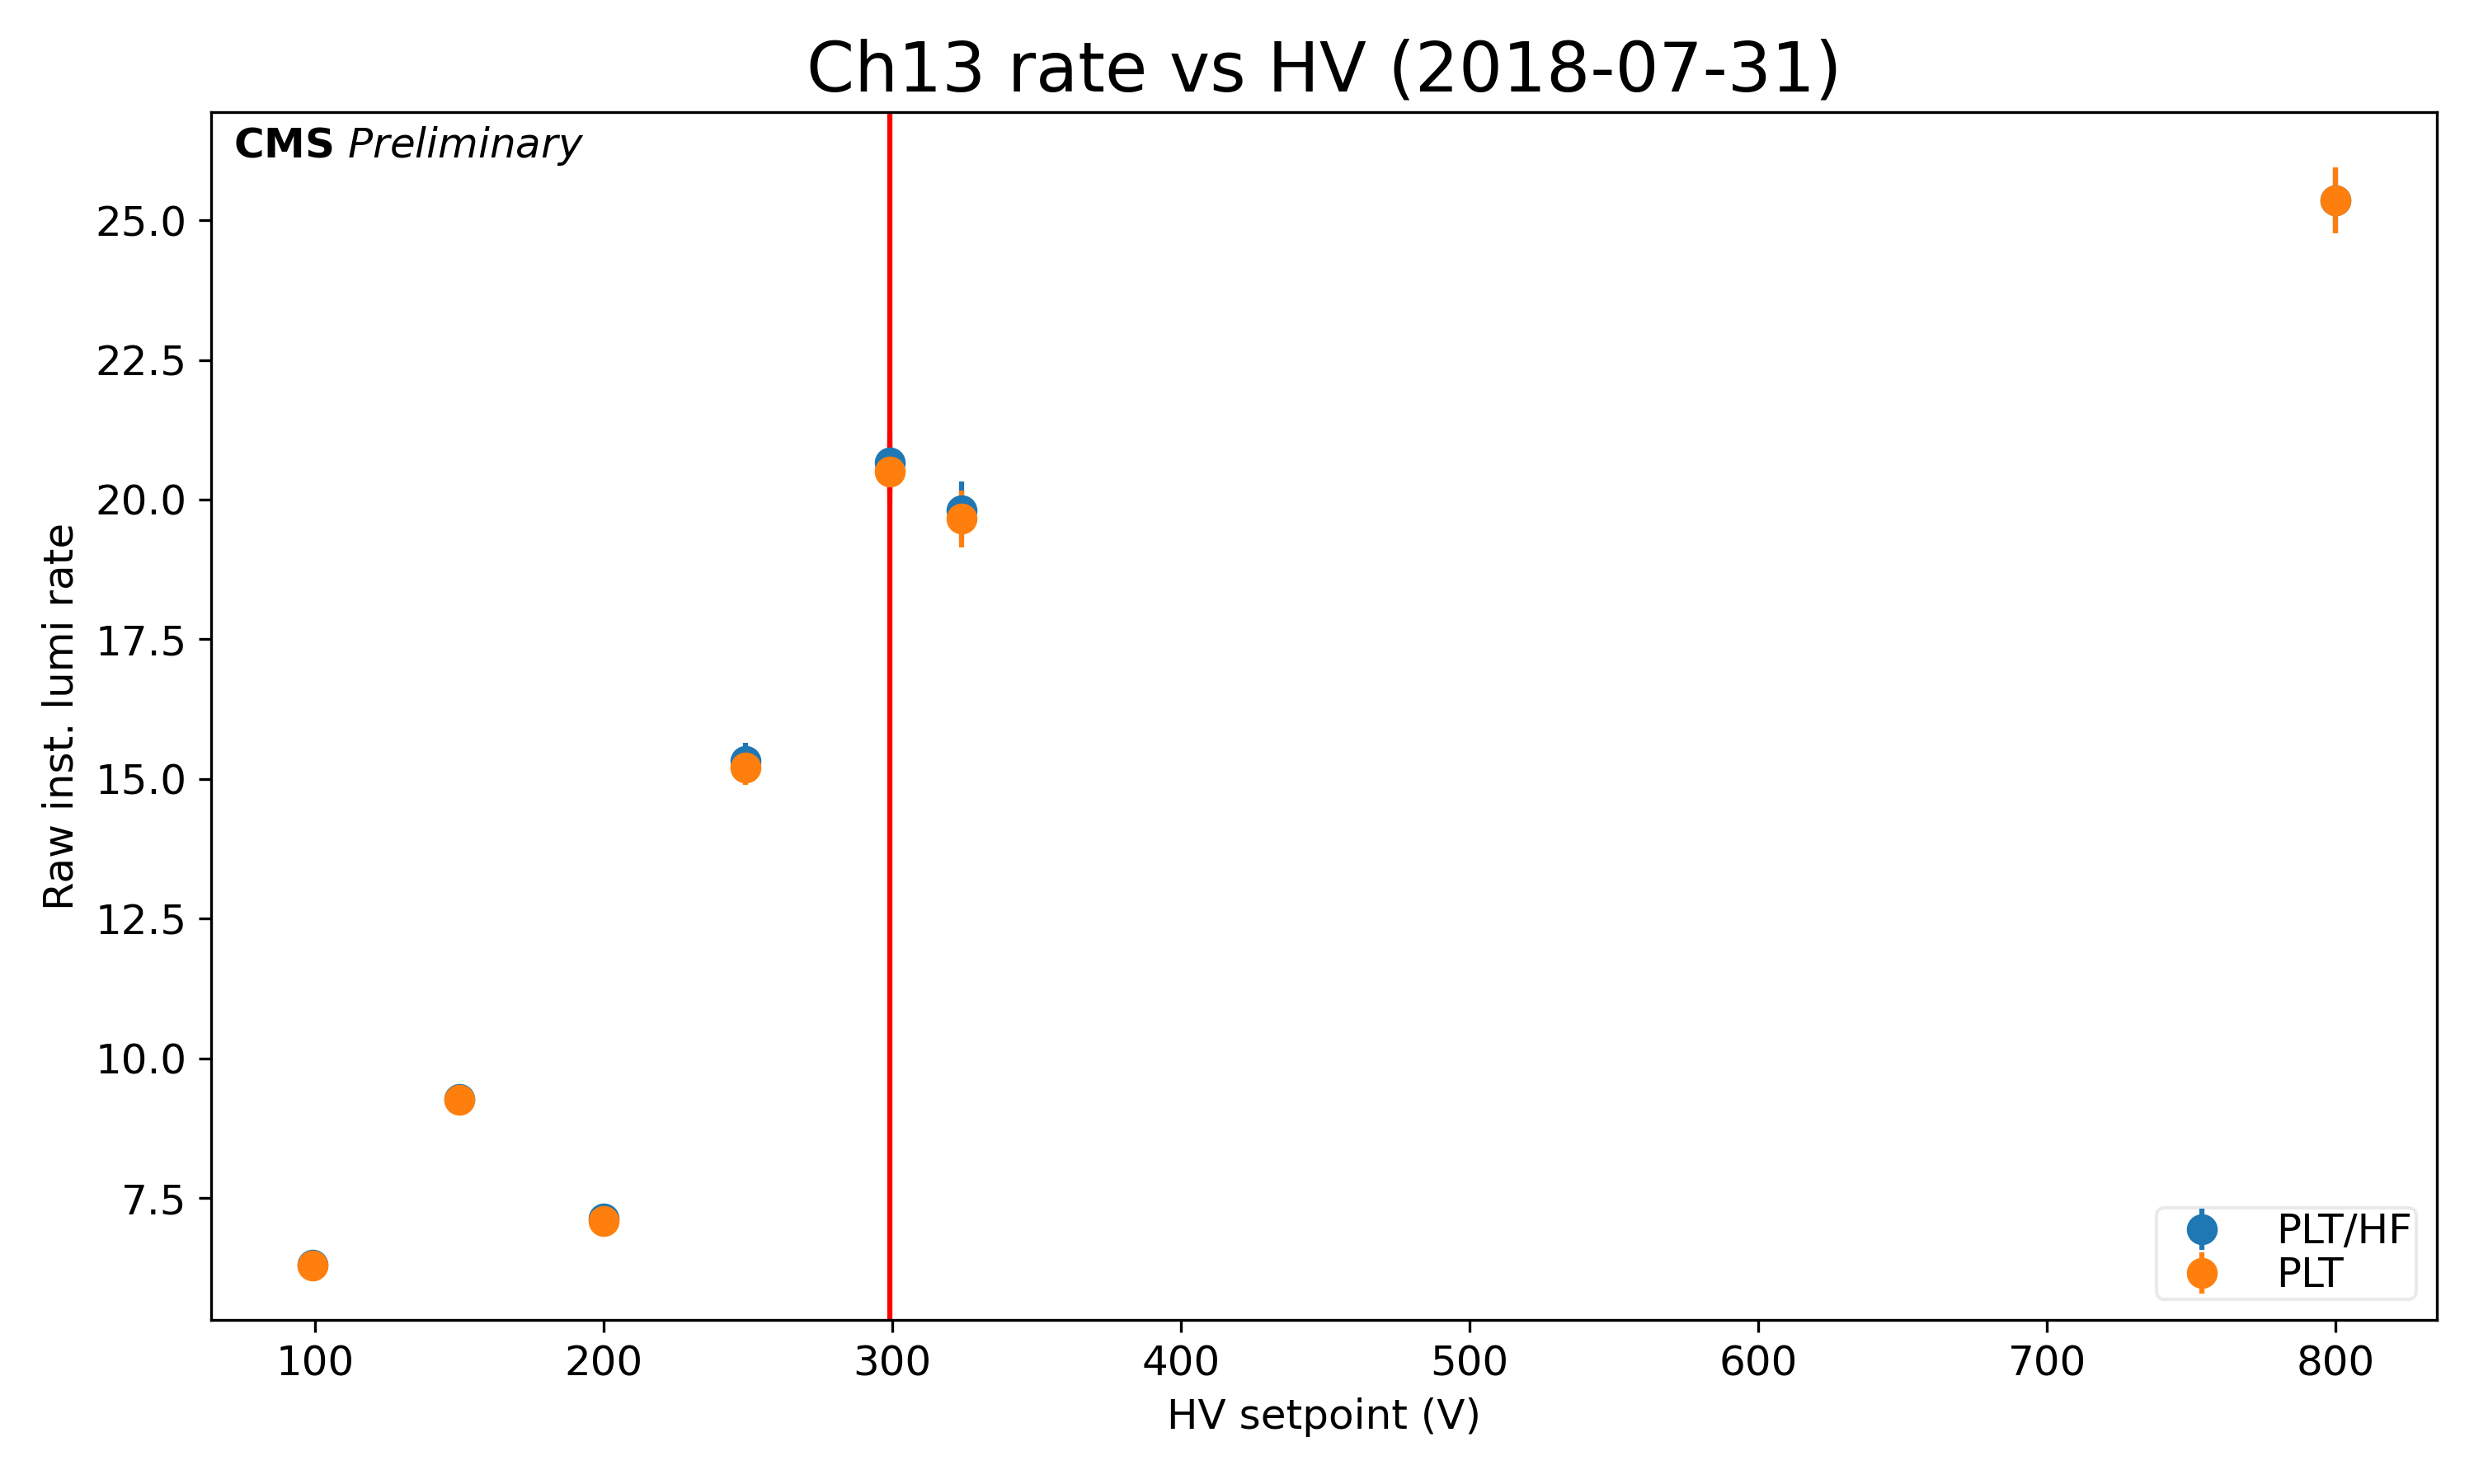 Ch13 rate vs HV (2018-07-31)
CMS Preliminary
25.0
22.5
20.0
17.5
15.0
12.5
10.0
7.5
Raw inst. lumi rate
PLT/HF
PLT
100 200 300 400 500 600 700 800
HV setpoint (V)